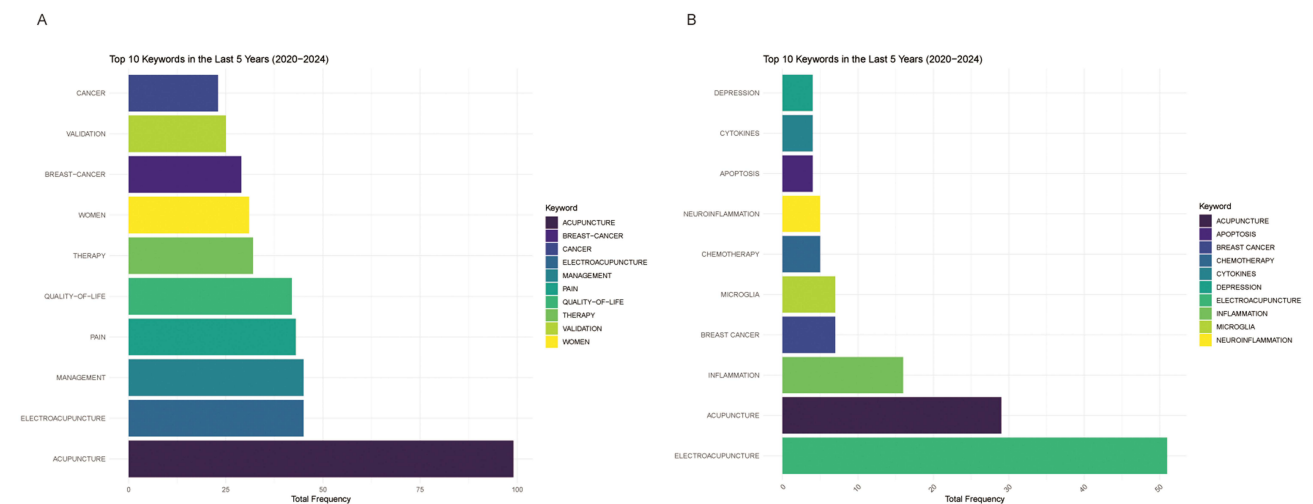 A
Top 10 Keywords in the Last 5 Years (2020−2024)
CANCER
VALIDATION
BREAST−CANCER
WOMEN
THERAPY
QUALITY−OF−LIFE
PAIN
MANAGEMENT
ELECTROACUPUNCTURE
ACUPUNCTURE
0 25 50 75 100
Total Frequency
Keyword
ACUPUNCTURE
BREAST−CANCER
CANCER
ELECTROACUPUNCTURE
MANAGEMENT
PAIN
QUALITY−OF−LIFE
THERAPY
VALIDATION
WOMEN
B
Top 10 Keywords in the Last 5 Years (2020−2024)
DEPRESSION
CYTOKINES
APOPTOSIS
NEUROINFLAMMATION
CHEMOTHERAPY
MICROGLIA
BREAST CANCER
INFLAMMATION
ACUPUNCTURE
ELECTROACUPUNCTURE
0 10 20 30 40 50
Total Frequency
Keyword
ACUPUNCTURE
APOPTOSIS
BREAST CANCER
CHEMOTHERAPY
CYTOKINES
DEPRESSION
ELECTROACUPUNCTURE
INFLAMMATION
MICROGLIA
NEUROINFLAMMATION